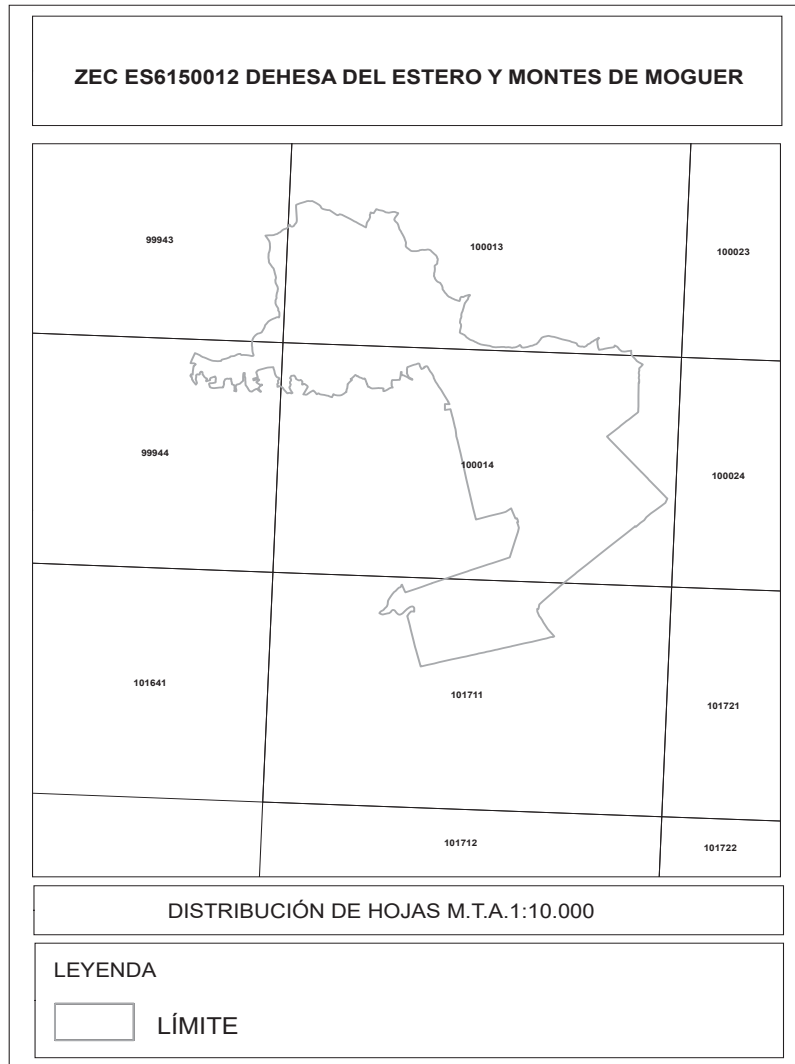 ZEC ES6150012 DEHESA DEL ESTERO Y MONTES DE MOGUER
99943
100013
100023
99944
100014
100024
101641
101711
101721
101712
101722
DISTRIBUCIÓN DE HOJAS M.T.A.1:10.000
LEYENDA
LÍMITE